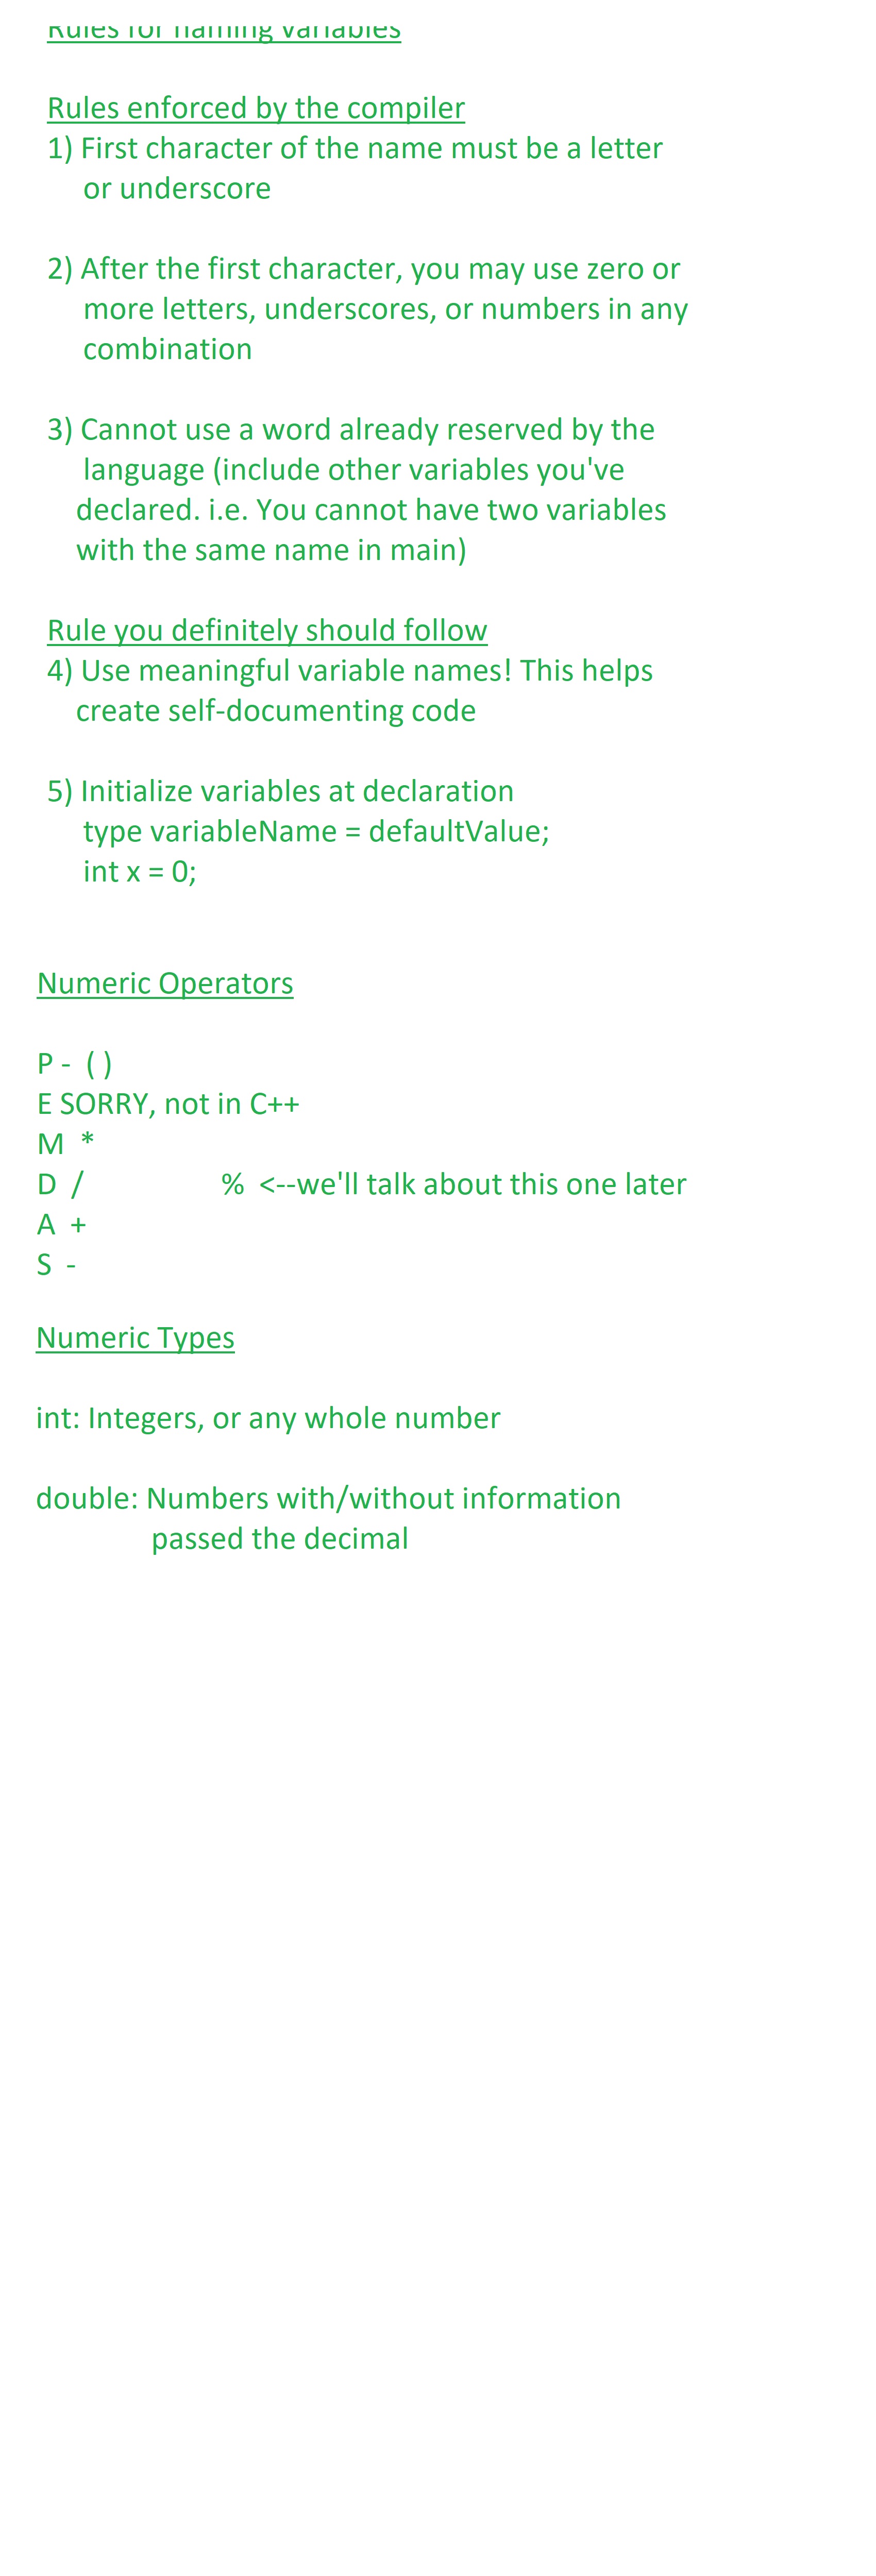 Rules for naming variables
Rules enforced by the compiler
1) First character of the name must be a letter
or underscore
2) After the first character, you may use zero or
more letters, underscores, or numbers in any
combination
3) Cannot use a word already reserved by the
language (include other variables you've
declared. i.e. You cannot have two variables
with the same name in main)
Rule you definitely should follow
4) Use meaningful variable names! This helps
create self-documenting code
5) Initialize variables at declaration
type variableName = defaultValue;
int x = 0;
Numeric Operators
P - ( )
E SORRY, not in C++
M *
D / % <--we'll talk about this one later
A +
S -
Numeric Types
int: Integers, or any whole number
double: Numbers with/without information
passed the decimal